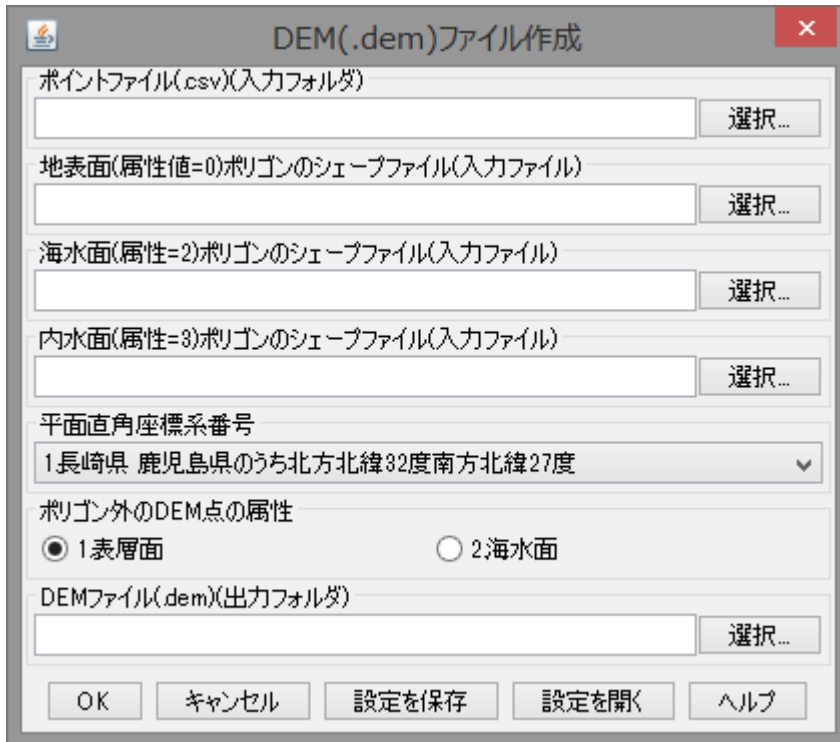 DEM(.dem)ファイル作成
ポイントファイル(.csv)(入力フォルダ)
選択...
地表面(属性値=0)ポリゴンのシェープファイル(入力ファイル)
選択...
海水面(属性=2)ポリゴンのシェープファイル(入力ファイル)
選択...
内水面(属性=3)ポリゴンのシェープファイル(入力ファイル)
選択...
平面直角座標系番号
1.長崎県 鹿児島県のうち北方北緯32度南方北緯27度
ポリゴン外のDEM点の属性
1.表層面 2.海水面
DEMファイル(.dem)(出力フォルダ)
選択...
OK キャンセル 設定を保存 設定を開く ヘルプ